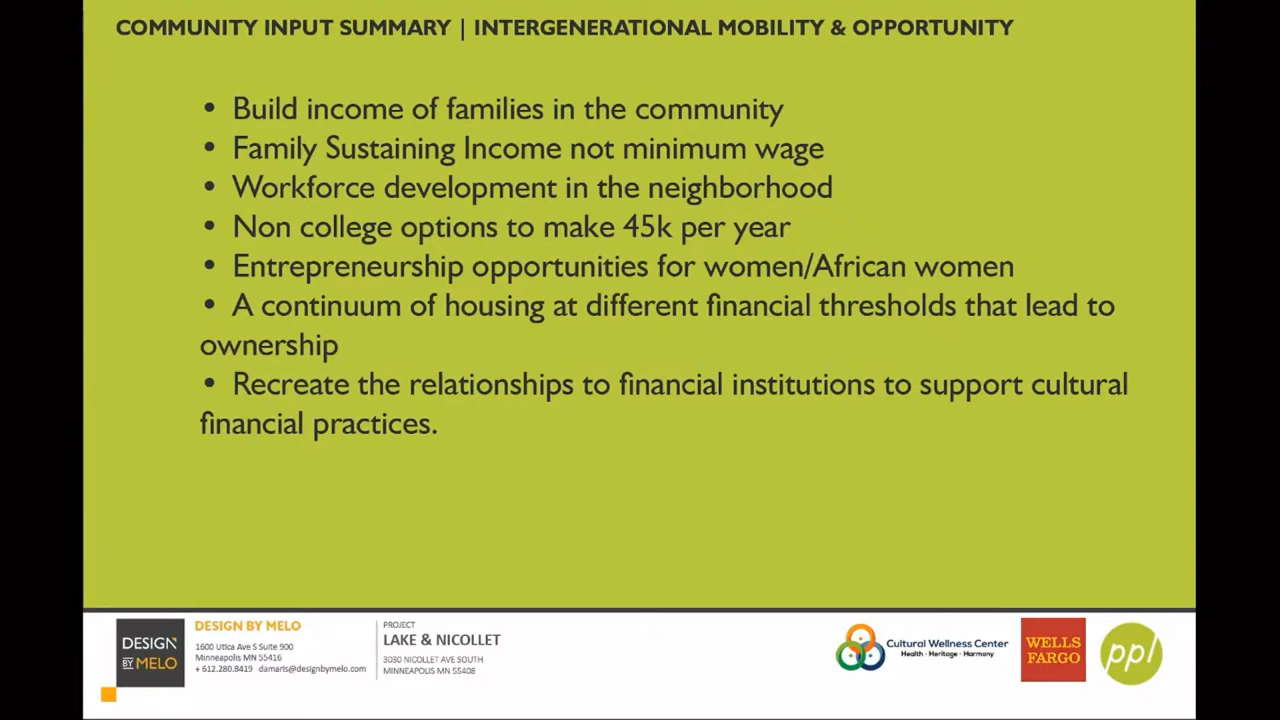 COMMUNITY INPUT SUMMARY | INTERGENERATIONAL MOBILITY & OPPORTUNITY
• Build income of families in the community
• Family Sustaining Income not minimum wage
• Workforce development in the neighborhood
• Non college options to make 45k per year
• Entrepreneurship opportunities for women/African women
• A continuum of housing at different financial thresholds that lead to
ownership
• Recreate the relationships to financial institutions to support cultural
financial practices.
DESIGN
BY MELO
DESIGN BY MELO
1600 Utica Ave S Suite 900
Minneapolis MN 55416
+ 612.280.8419 damaris@designbymelo.com
PROJECT
LAKE & NICOLLET
3030 NICOLLET AVE SOUTH
MINNEAPOLIS MN 55408
Cultural Wellness Center
Health · Heritage · Harmony
WELLS
FARGO
ppl